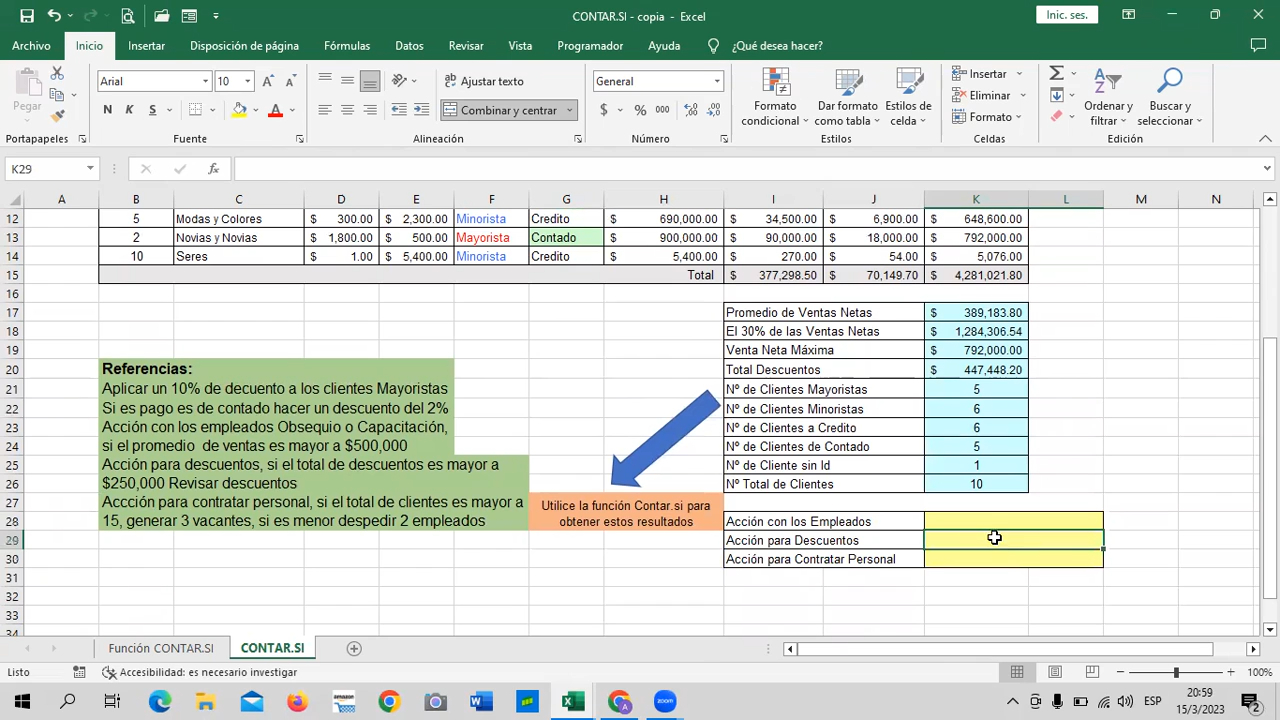 CONTAR.SI - copia - Excel
Inic. ses.
Archivo Inicio Insertar Disposición de página Fórmulas Datos Revisar Vista Programador Ayuda ¿Qué desea hacer?
Pegar
Arial 10
N K S
Ajustar texto
Combinar y centrar
General
$ % 000
Formato condicional
Dar formato como tabla
Estilos de celda
Insertar
Eliminar
Formato
Ordenar y filtrar
Buscar y seleccionar
Portapapeles Fuente Alineación Número Estilos Celdas Edición
K29
fx
A B C D E F G H I J K L M N
12 5 Modas y Colores $ 300.00 $ 2,300.00 Minorista Credito $ 690,000.00 $ 34,500.00 $ 6,900.00 $ 648,600.00
13 2 Novias y Novias $ 1,800.00 $ 500.00 Mayorista Contado $ 900,000.00 $ 90,000.00 $ 18,000.00 $ 792,000.00
14 10 Seres $ 1.00 $ 5,400.00 Minorista Credito $ 5,400.00 $ 270.00 $ 54.00 $ 5,076.00
15 Total $ 377,298.50 $ 70,149.70 $ 4,281,021.80
16
17 Promedio de Ventas Netas $ 389,183.80
18 El 30% de las Ventas Netas $ 1,284,306.54
19 Venta Neta Máxima $ 792,000.00
20 Total Descuentos $ 447,448.20
21 Nº de Clientes Mayoristas 5
22 Nº de Clientes Minoristas 6
23 Nº de Clientes a Credito 6
24 Nº de Clientes de Contado 5
25 Nº de Cliente sin Id 1
26 Nº Total de Clientes 10
27
28 Acción con los Empleados
29 Acción para Descuentos
30 Acción para Contratar Personal
31
32
33
34
Referencias:
Aplicar un 10% de decuento a los clientes Mayoristas
Si es pago es de contado hacer un descuento del 2%
Acción con los empleados Obsequio o Capacitación,
si el promedio de ventas es mayor a $500,000
Acción para descuentos, si el total de descuentos es mayor a
$250,000 Revisar descuentos
Accción para contratar personal, si el total de clientes es mayor a
15, generar 3 vacantes, si es menor despedir 2 empleados
Utilice la función Contar.si para
obtener estos resultados
Función CONTAR.SI CONTAR.SI
Listo Accesibilidad: es necesario investigar 100%
amazon
ESP
20:59
15/3/2023
2